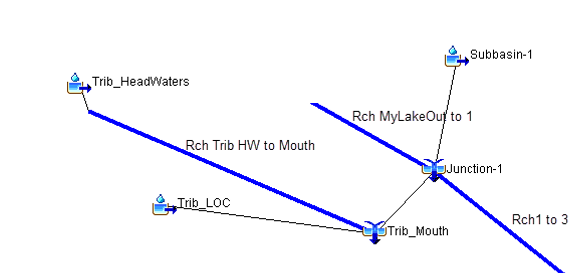 Subbasin-1
Trib_HeadWaters
Rch MyLakeOut to 1
Rch Trib HW to Mouth
Junction-1
Trib_LOC
Rch1 to 3
Trib_Mouth